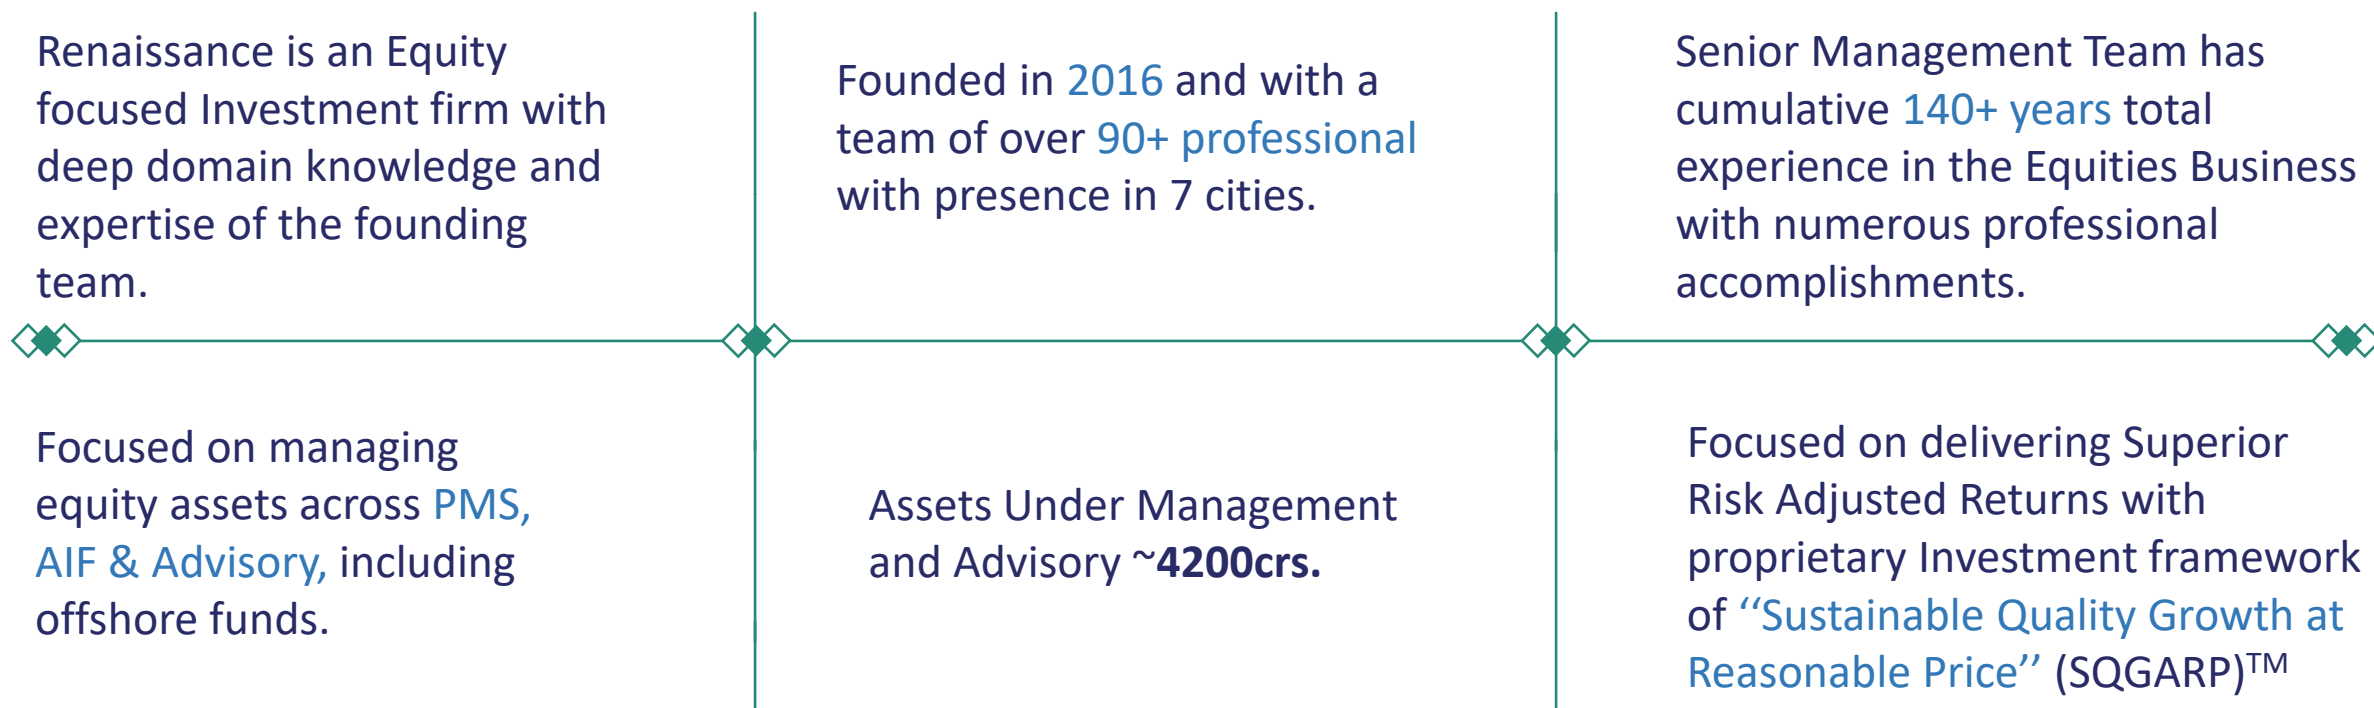 Renaissance is an Equity
focused Investment firm with
deep domain knowledge and
expertise of the founding
team.
Founded in 2016 and with a
team of over 90+ professional
with presence in 7 cities.
Senior Management Team has
cumulative 140+ years total
experience in the Equities Business
with numerous professional
accomplishments.
Focused on managing
equity assets across PMS,
AIF & Advisory, including
offshore funds.
Assets Under Management
and Advisory ~4200crs.
Focused on delivering Superior
Risk Adjusted Returns with
proprietary Investment framework
of ‘‘Sustainable Quality Growth at
Reasonable Price’’ (SQGARP)TM